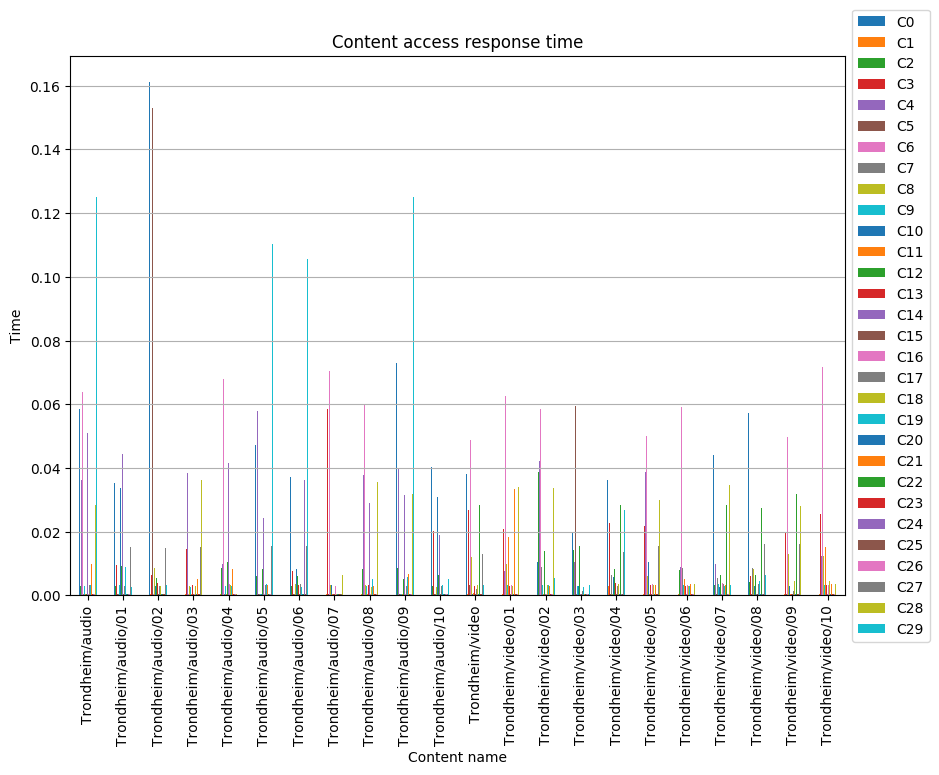 Content access response time
Time
0.16
0.14
0.12
0.10
0.08
0.06
0.04
0.02
0.00
Trondheim/audio
Trondheim/audio/01
Trondheim/audio/02
Trondheim/audio/03
Trondheim/audio/04
Trondheim/audio/05
Trondheim/audio/06
Trondheim/audio/07
Trondheim/audio/08
Trondheim/audio/09
Trondheim/audio/10
Trondheim/video
Trondheim/video/01
Trondheim/video/02
Trondheim/video/03
Trondheim/video/04
Trondheim/video/05
Trondheim/video/06
Trondheim/video/07
Trondheim/video/08
Trondheim/video/09
Trondheim/video/10
Content name
C0
C1
C2
C3
C4
C5
C6
C7
C8
C9
C10
C11
C12
C13
C14
C15
C16
C17
C18
C19
C20
C21
C22
C23
C24
C25
C26
C27
C28
C29